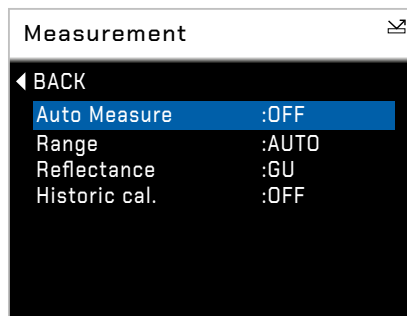 Measurement
BACK
Auto Measure :OFF
Range :AUTO
Reflectance :GU
Historic cal. :OFF